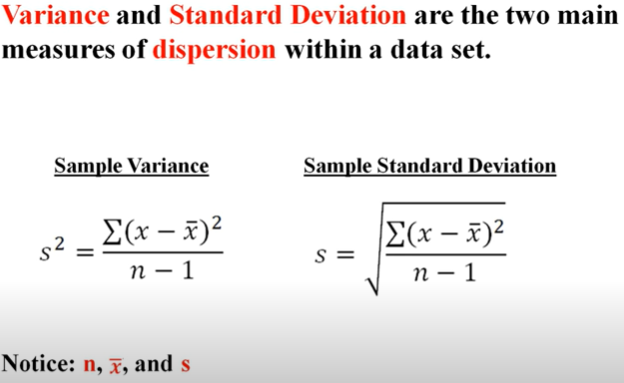 Variance and Standard Deviation are the two main
measures of dispersion within a data set.
Sample Variance
s² = Σ(x – x̄)² / n – 1
Sample Standard Deviation
s = √(Σ(x – x̄)² / n – 1)
Notice: n, x̄, and s